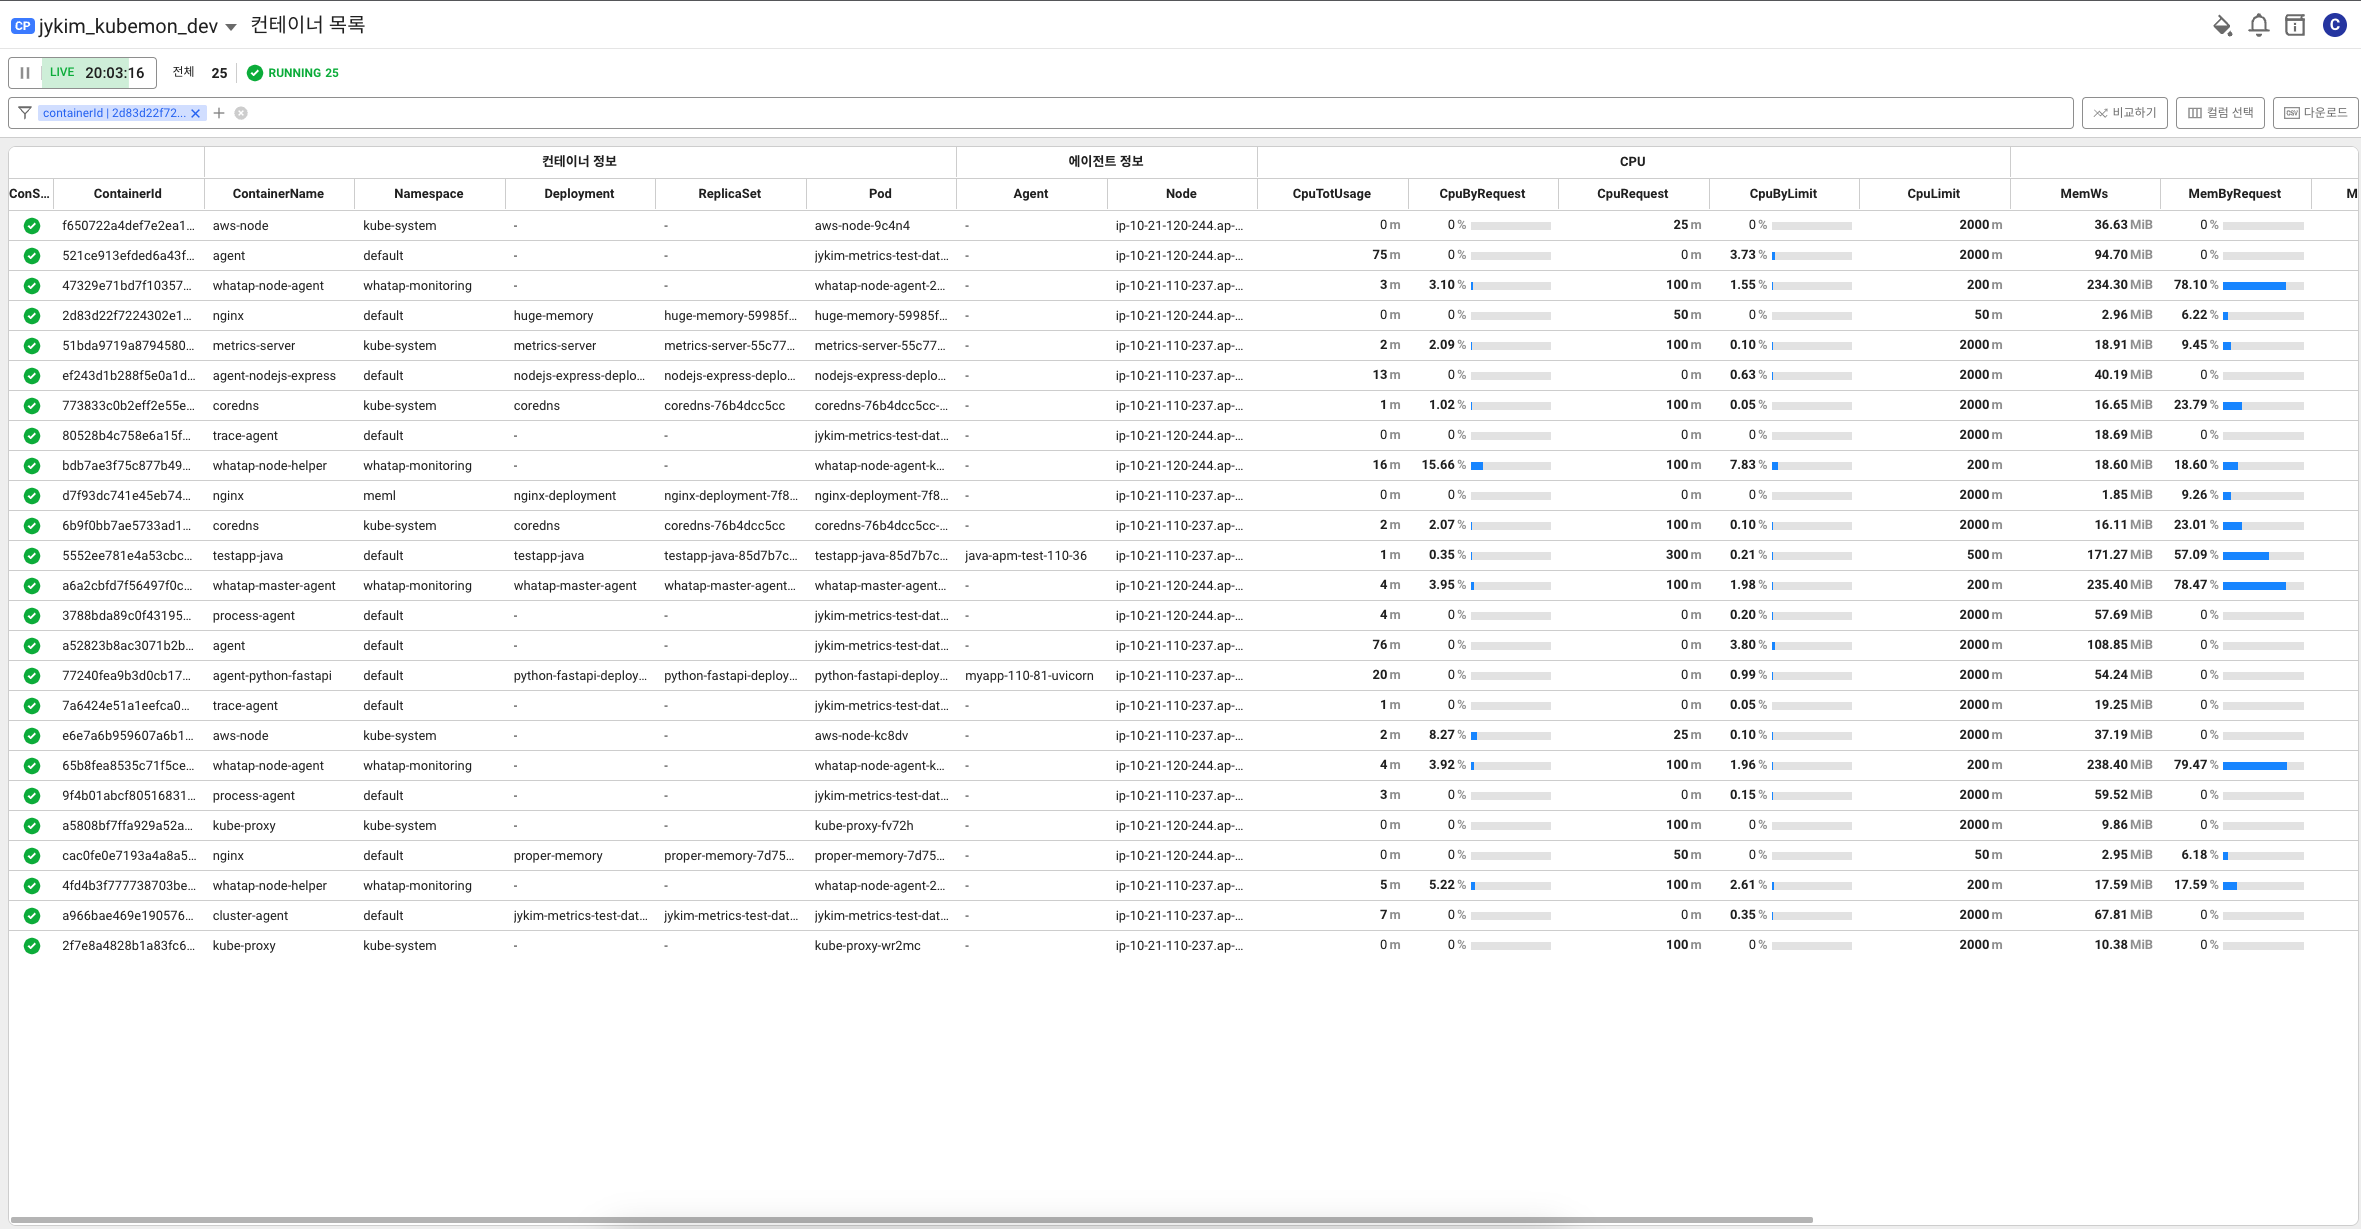 CP jykim_kubemon_dev 컨테이너 목록 C
LIVE 20:03:16 전체 25 RUNNING 25
containerId | 2d83d22f72... 비교하기 컬럼 선택 CSV 다운로드
컨테이너 정보 에이전트 정보 CPU
ConS... ContainerId ContainerName Namespace Deployment ReplicaSet Pod Agent Node CpuTotUsage CpuByRequest CpuRequest CpuByLimit CpuLimit MemWs MemByRequest M
f650722a4def7e2ea1... aws-node kube-system - - aws-node-9c4n4 - ip-10-21-120-244.ap-... 0 m 0 % 25 m 0 % 2000 m 36.63 MiB 0 %
521ce913efded6a43f... agent default - - jykim-metrics-test-dat... - ip-10-21-120-244.ap-... 75 m 0 % 0 m 3.73 % 2000 m 94.70 MiB 0 %
47329e71bd7f10357... whatap-node-agent whatap-monitoring - - whatap-node-agent-2... - ip-10-21-110-237.ap-... 3 m 3.10 % 100 m 1.55 % 200 m 234.30 MiB 78.10 %
2d83d22f7224302e1... nginx default huge-memory huge-memory-59985f... huge-memory-59985f... - ip-10-21-120-244.ap-... 0 m 0 % 50 m 0 % 50 m 2.96 MiB 6.22 %
51bda9719a8794580... metrics-server kube-system metrics-server metrics-server-55c77... metrics-server-55c77... - ip-10-21-110-237.ap-... 2 m 2.09 % 100 m 0.10 % 2000 m 18.91 MiB 9.45 %
ef243d1b288f5e0a1d... agent-nodejs-express default nodejs-express-deplo... nodejs-express-deplo... nodejs-express-deplo... - ip-10-21-110-237.ap-... 13 m 0 % 0 m 0.63 % 2000 m 40.19 MiB 0 %
773833c0b2eff2e55e... coredns kube-system coredns coredns-76b4dcc5cc coredns-76b4dcc5cc-... - ip-10-21-110-237.ap-... 1 m 1.02 % 100 m 0.05 % 2000 m 16.65 MiB 23.79 %
80528b4c758e6a15f... trace-agent default - - jykim-metrics-test-dat... - ip-10-21-120-244.ap-... 0 m 0 % 0 m 0 % 2000 m 18.69 MiB 0 %
bdb7ae3f75c877b49... whatap-node-helper whatap-monitoring - - whatap-node-agent-k... - ip-10-21-120-244.ap-... 16 m 15.66 % 100 m 7.83 % 200 m 18.60 MiB 18.60 %
d7f93dc741e45eb74... nginx meml nginx-deployment nginx-deployment-7f8... nginx-deployment-7f8... - ip-10-21-110-237.ap-... 0 m 0 % 0 m 0 % 2000 m 1.85 MiB 9.26 %
6b9f0bb7ae5733ad1... coredns kube-system coredns coredns-76b4dcc5cc coredns-76b4dcc5cc-... - ip-10-21-110-237.ap-... 2 m 2.07 % 100 m 0.10 % 2000 m 16.11 MiB 23.01 %
5552ee781e4a53cbc... testapp-java default testapp-java testapp-java-85d7b7c... testapp-java-85d7b7c... java-apm-test-110-36 ip-10-21-110-237.ap-... 1 m 0.35 % 300 m 0.21 % 500 m 171.27 MiB 57.09 %
a6a2cbfd7f56497f0c... whatap-master-agent whatap-monitoring whatap-master-agent whatap-master-agent... whatap-master-agent... - ip-10-21-120-244.ap-... 4 m 3.95 % 100 m 1.98 % 200 m 235.40 MiB 78.47 %
3788bda89c0f43195... process-agent default - - jykim-metrics-test-dat... - ip-10-21-120-244.ap-... 4 m 0 % 0 m 0.20 % 2000 m 57.69 MiB 0 %
a52823b8ac3071b2b... agent default - - jykim-metrics-test-dat... - ip-10-21-110-237.ap-... 76 m 0 % 0 m 3.80 % 2000 m 108.85 MiB 0 %
77240fea9b3d0cb17... agent-python-fastapi default python-fastapi-deploy... python-fastapi-deploy... python-fastapi-deploy... myapp-110-81-uvicorn ip-10-21-110-237.ap-... 20 m 0 % 0 m 0.99 % 2000 m 54.24 MiB 0 %
7a6424e51a1eefca0... trace-agent default - - jykim-metrics-test-dat... - ip-10-21-110-237.ap-... 1 m 0 % 0 m 0.05 % 2000 m 19.25 MiB 0 %
e6e7a6b959607a6b1... aws-node kube-system - - aws-node-kc8dv - ip-10-21-110-237.ap-... 2 m 8.27 % 25 m 0.10 % 2000 m 37.19 MiB 0 %
65b8fea8535c71f5ce... whatap-node-agent whatap-monitoring - - whatap-node-agent-k... - ip-10-21-120-244.ap-... 4 m 3.92 % 100 m 1.96 % 200 m 238.40 MiB 79.47 %
9f4b01abcf80516831... process-agent default - - jykim-metrics-test-dat... - ip-10-21-110-237.ap-... 3 m 0 % 0 m 0.15 % 2000 m 59.52 MiB 0 %
a5808bf7ffa929a52a... kube-proxy kube-system - - kube-proxy-fv72h - ip-10-21-120-244.ap-... 0 m 0 % 100 m 0 % 2000 m 9.86 MiB 0 %
cac0fe0e7193a4a8a5... nginx default proper-memory proper-memory-7d75... proper-memory-7d75... - ip-10-21-120-244.ap-... 0 m 0 % 50 m 0 % 50 m 2.95 MiB 6.18 %
4fd4b3f777738703be... whatap-node-helper whatap-monitoring - - whatap-node-agent-2... - ip-10-21-110-237.ap-... 5 m 5.22 % 100 m 2.61 % 200 m 17.59 MiB 17.59 %
a966bae469e190576... cluster-agent default jykim-metrics-test-dat... jykim-metrics-test-dat... jykim-metrics-test-dat... - ip-10-21-110-237.ap-... 7 m 0 % 0 m 0.35 % 2000 m 67.81 MiB 0 %
2f7e8a4828b1a83fc6... kube-proxy kube-system - - kube-proxy-wr2mc - ip-10-21-110-237.ap-... 0 m 0 % 100 m 0 % 2000 m 10.38 MiB 0 %